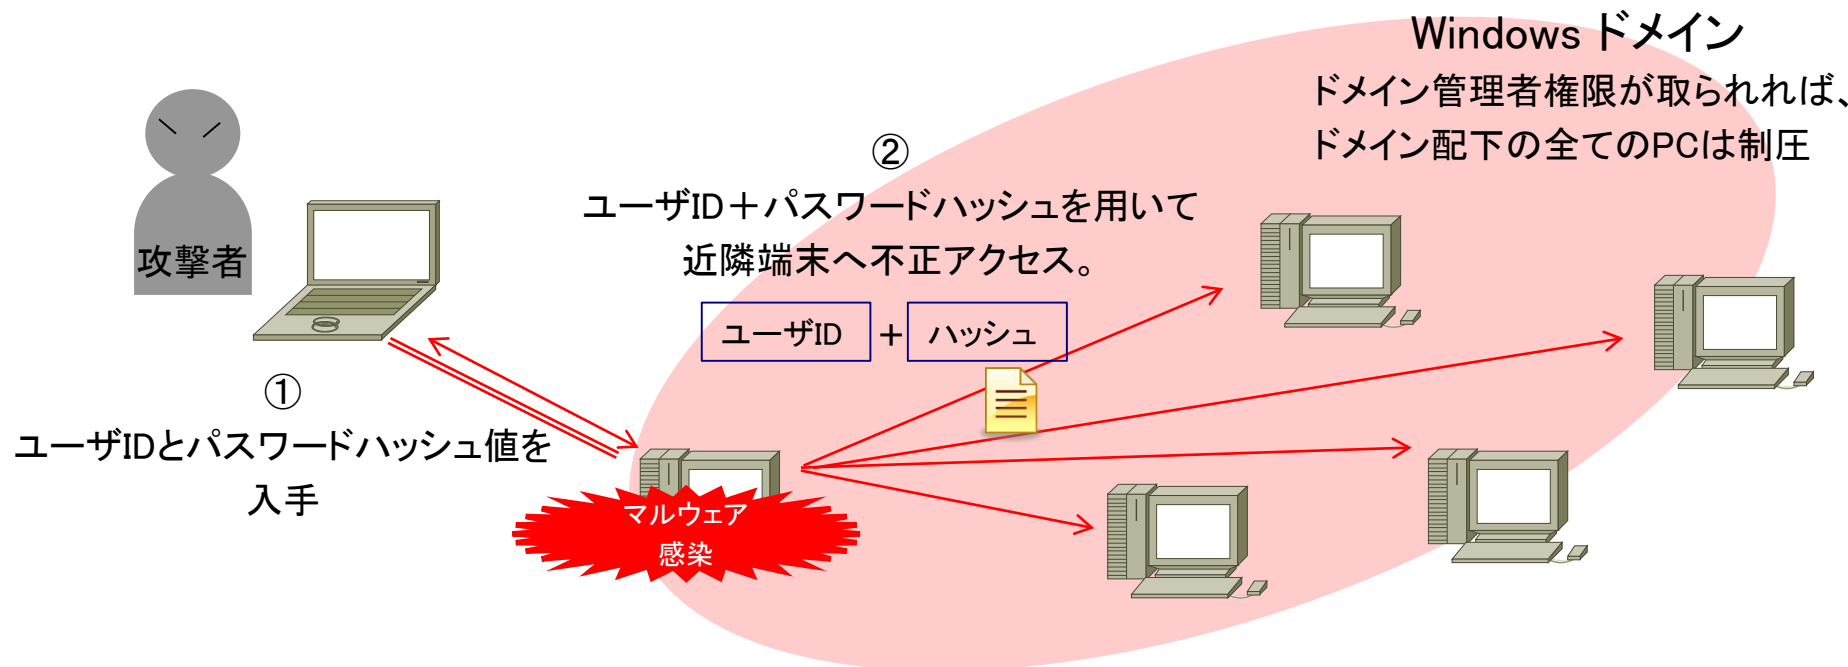 Windows ドメイン
ドメイン管理者権限が取られれば、
ドメイン配下の全てのPCは制圧
攻撃者
②
ユーザID＋パスワードハッシュを用いて
近隣端末へ不正アクセス。
ユーザID + ハッシュ
①
ユーザIDとパスワードハッシュ値を
入手
マルウェア
感染